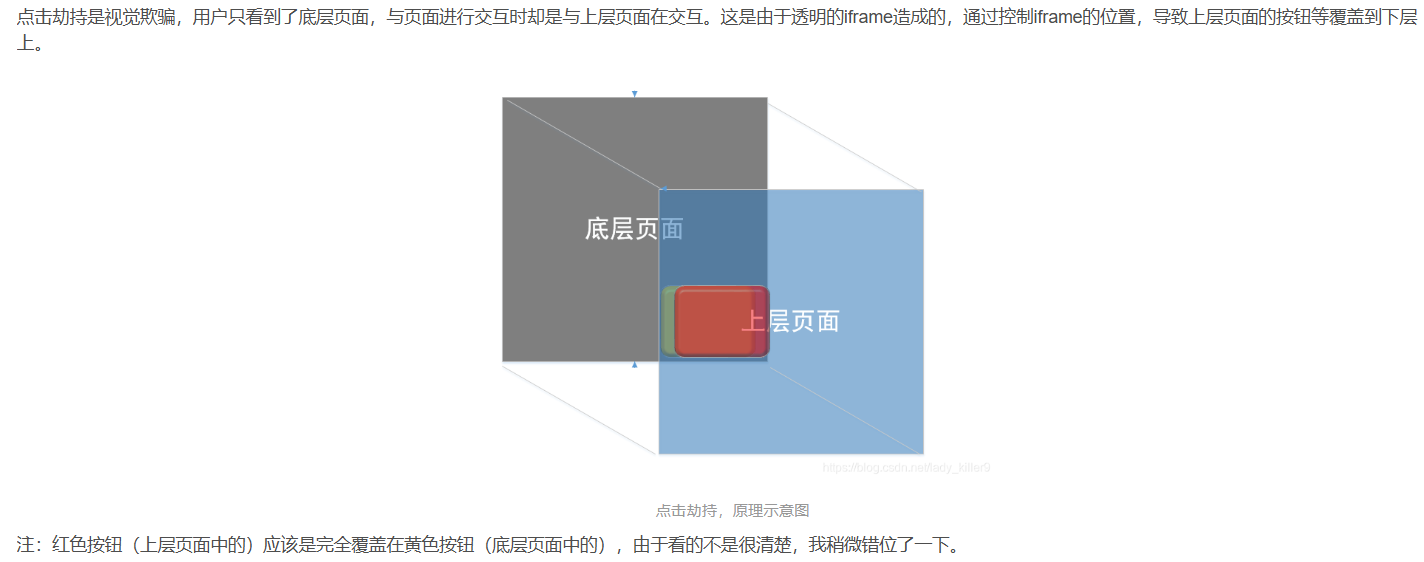 点击劫持是视觉欺骗，用户只看到了底层页面，与页面进行交互时却是与上层页面在交互。这是由于透明的iframe造成的，通过控制iframe的位置，导致上层页面的按钮等覆盖到下层
上。
底层页面
上层页面
https://blog.csdn.net/lady_killer9
点击劫持，原理示意图
注：红色按钮（上层页面中的）应该是完全覆盖在黄色按钮（底层页面中的），由于看的不是很清楚，我稍微错位了一下。